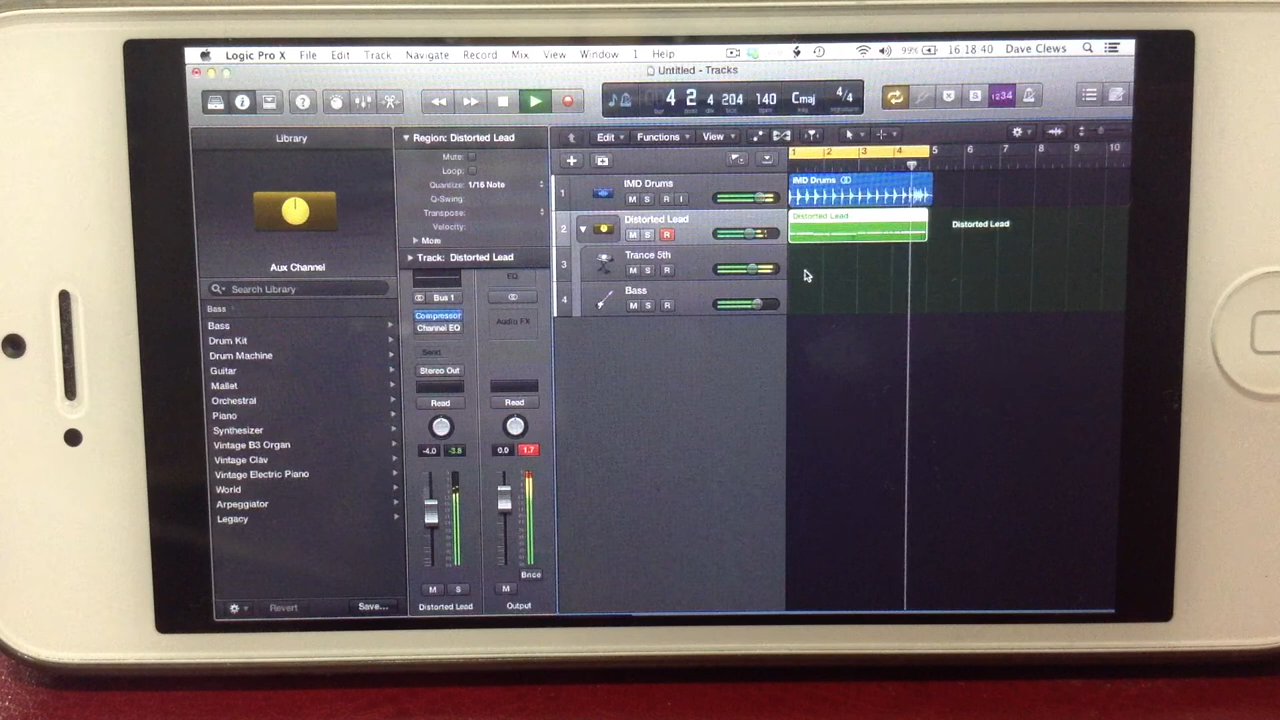 Logic Pro X File Edit Track Navigate Record Mix View Window 1 Help 99% 16 18 40 Dave Clews
Untitled - Tracks
4 2 4 204 140 Cmaj 4/4
1234
Library
Region: Distorted Lead
Edit Functions View
Mute:
Loop:
Quantize: 1/16 Note
Q-Swing:
Transpose:
Velocity:
More
Track: Distorted Lead
Aux Channel
Search Library
Bass
Bass
Drum Kit
Drum Machine
Guitar
Mallet
Orchestral
Piano
Synthesizer
Vintage B3 Organ
Vintage Clav
Vintage Electric Piano
World
Arpeggiator
Legacy
Revert Save...
EQ
Bus 1
Compressor
Channel EQ
Audio FX
Send
Stereo Out
Read Read
-4.0 -3.8 0.0 1.7
Bnce
M S M
Distorted Lead Output
1 2 3 4 5 6 7 8 9 10
1 IMD Drums
M S R I
2 Distorted Lead
M S R
3 Trance 5th
M S R
4 Bass
M S R
IMD Drums
Distorted Lead
Distorted Lead